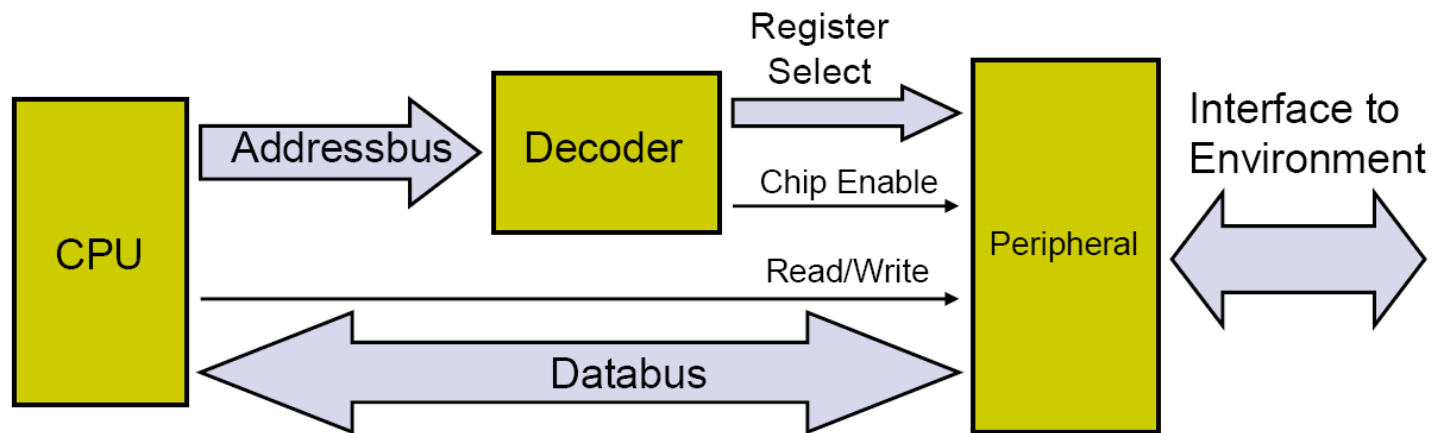 Register
Select
Interface to
Environment
Addressbus
Decoder
Chip Enable
CPU
Peripheral
Read/Write
Databus